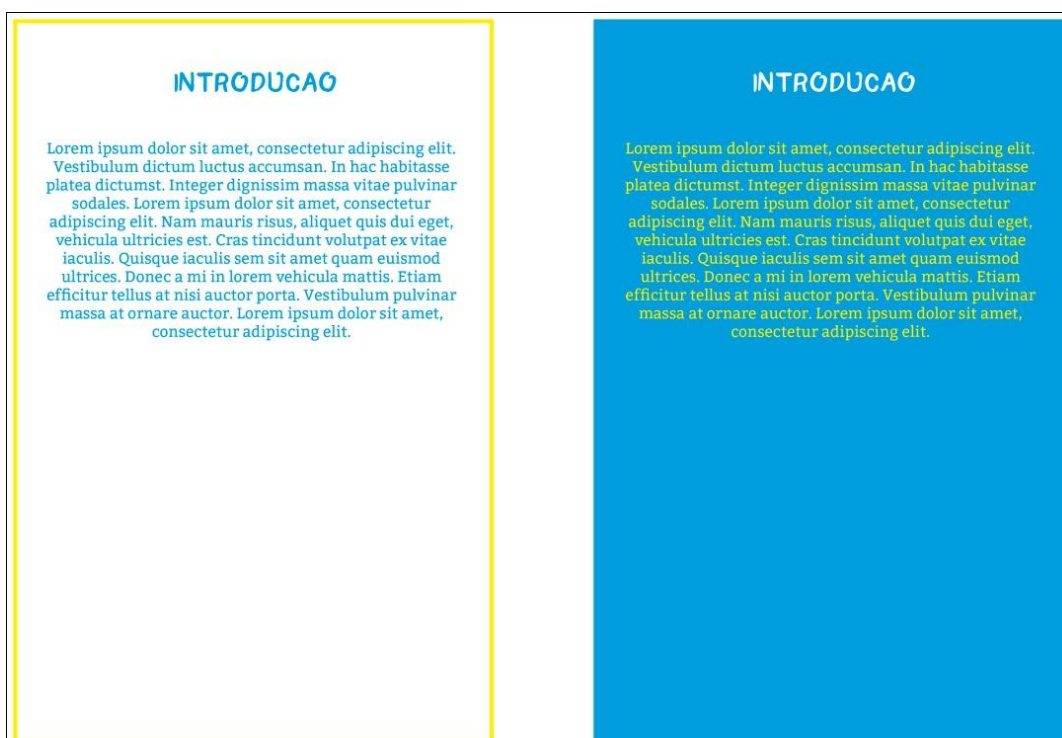 INTRODUCAO
Lorem ipsum dolor sit amet, consectetur adipiscing elit.
Vestibulum dictum luctus accumsan. In hac habitasse
platea dictumst. Integer dignissim massa vitae pulvinar
sodales. Lorem ipsum dolor sit amet, consectetur
adipiscing elit. Nam mauris risus, aliquet quis dui eget,
vehicula ultricies est. Cras tincidunt volutpat ex vitae
iaculis. Quisque iaculis sem sit amet quam euismod
ultrices. Donec a mi in lorem vehicula mattis. Etiam
efficitur tellus at nisi auctor porta. Vestibulum pulvinar
massa at ornare auctor. Lorem ipsum dolor sit amet,
consectetur adipiscing elit.
INTRODUCAO
Lorem ipsum dolor sit amet, consectetur adipiscing elit.
Vestibulum dictum luctus accumsan. In hac habitasse
platea dictumst. Integer dignissim massa vitae pulvinar
sodales. Lorem ipsum dolor sit amet, consectetur
adipiscing elit. Nam mauris risus, aliquet quis dui eget,
vehicula ultricies est. Cras tincidunt volutpat ex vitae
iaculis. Quisque iaculis sem sit amet quam euismod
ultrices. Donec a mi in lorem vehicula mattis. Etiam
efficitur tellus at nisi auctor porta. Vestibulum pulvinar
massa at ornare auctor. Lorem ipsum dolor sit amet,
consectetur adipiscing elit.